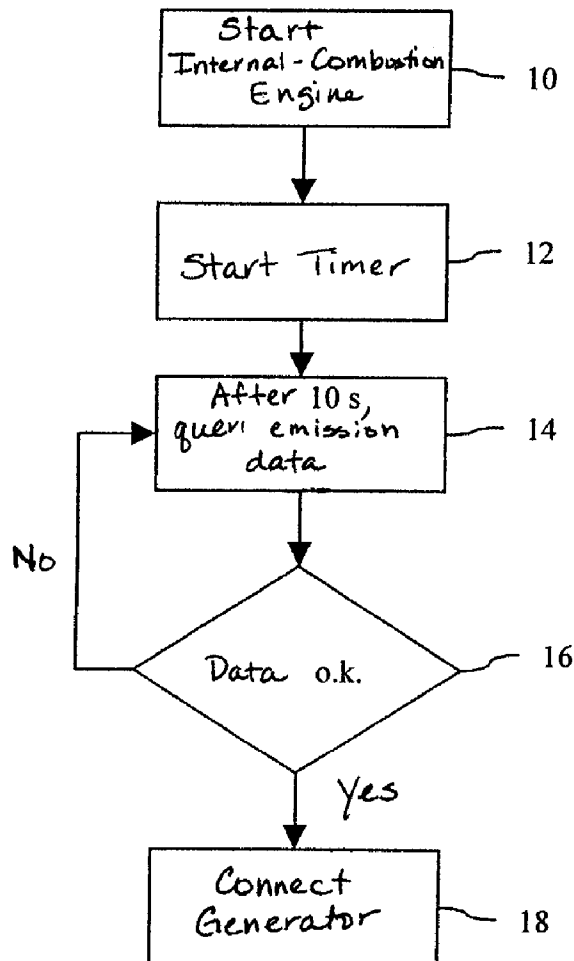 Start
Internal-Combustion
Engine
10
Start Timer
12
After 10 s,
queri emission
data
14
No
Data o.k.
16
Yes
Connect
Generator
18